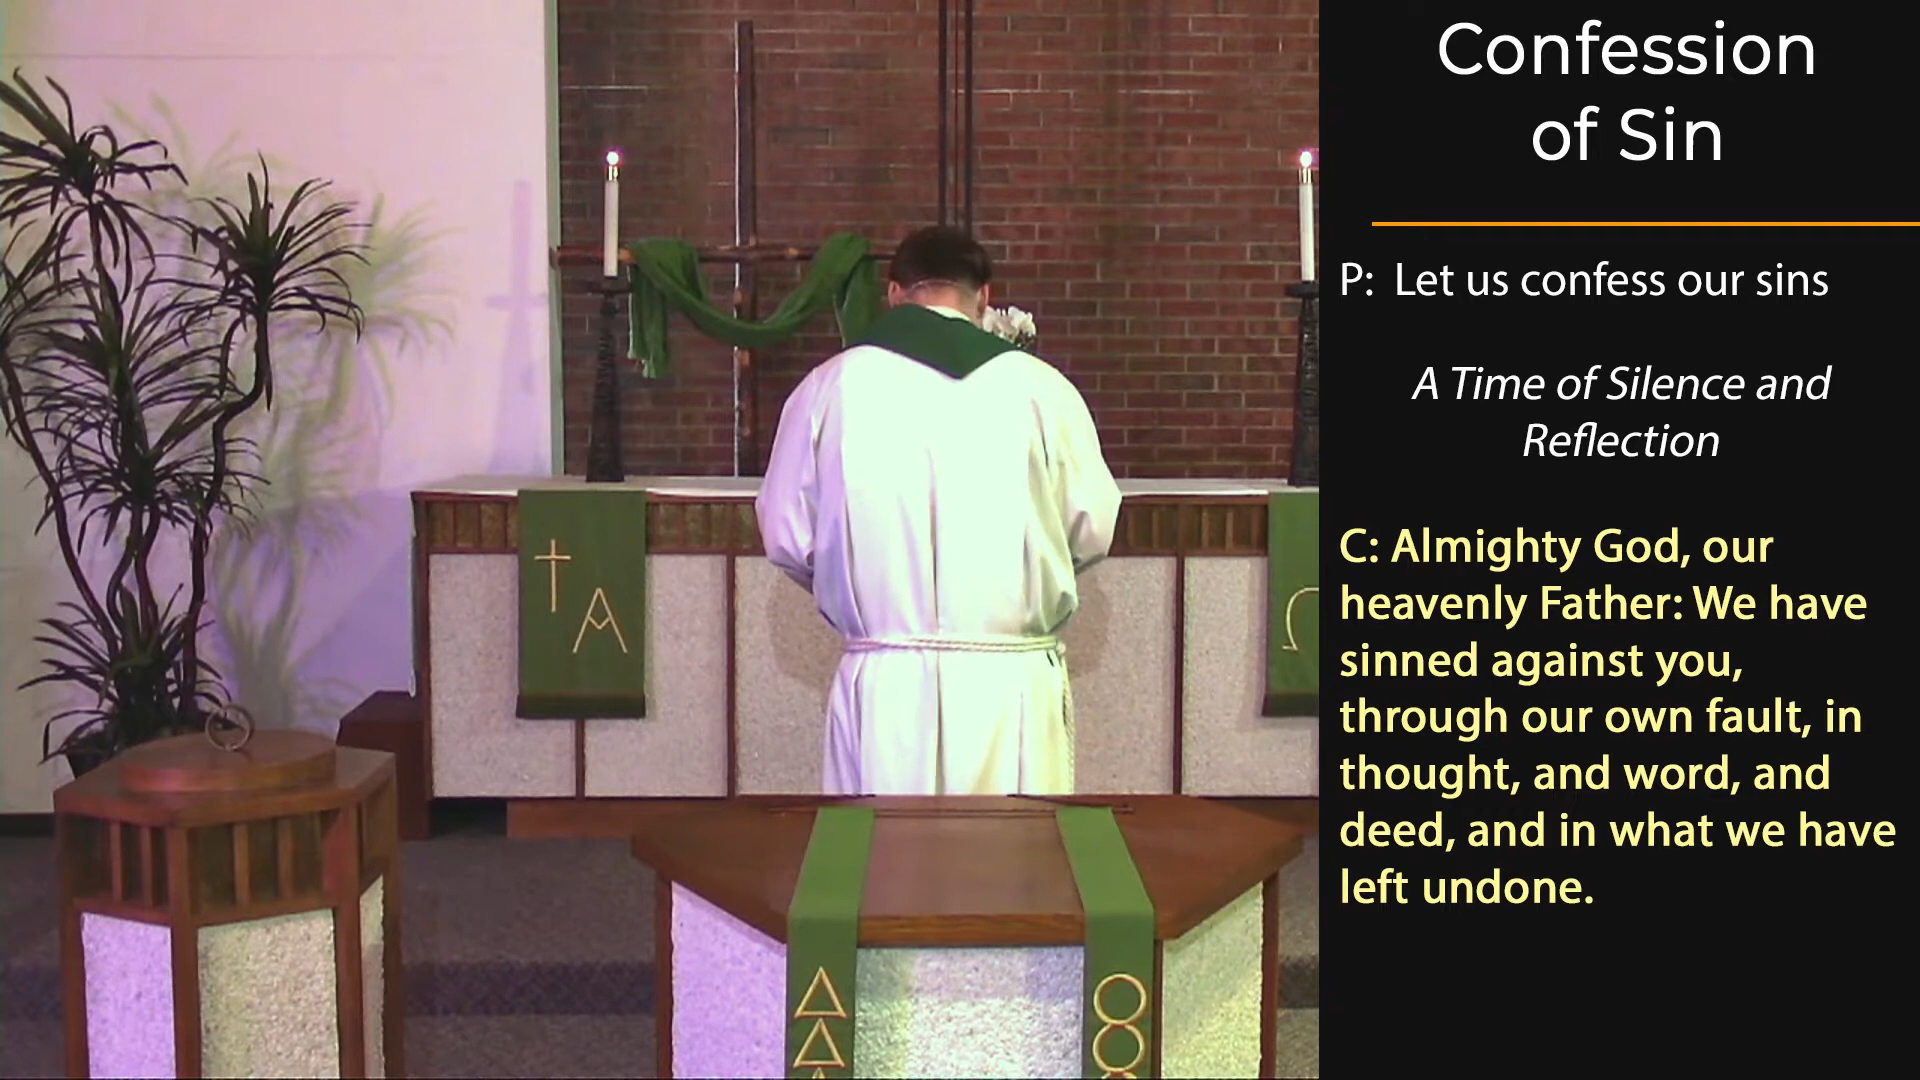 Confession
of Sin
P: Let us confess our sins
A Time of Silence and
Reflection
C: Almighty God, our
heavenly Father: We have
sinned against you,
through our own fault, in
thought, and word, and
deed, and in what we have
left undone.
A
Ω